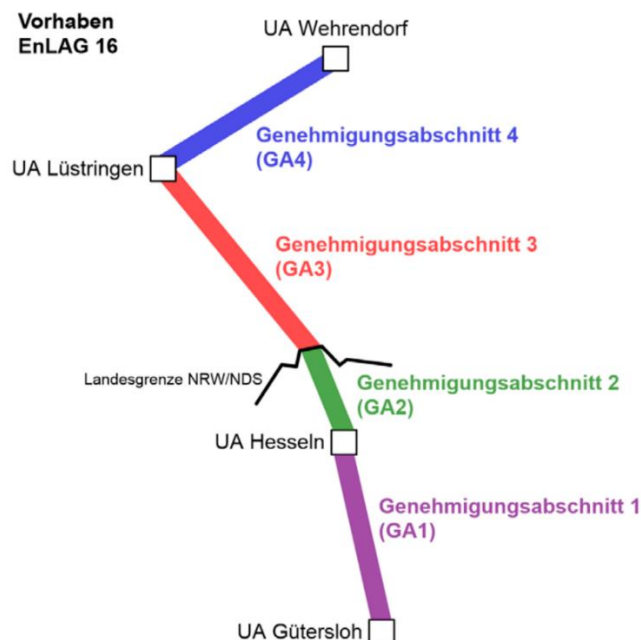 Vorhaben
EnLAG 16
UA Wehrendorf
Genehmigungsabschnitt 4
(GA4)
UA Lüstringen
Genehmigungsabschnitt 3
(GA3)
Landesgrenze NRW/NDS
Genehmigungsabschnitt 2
(GA2)
UA Hesseln
Genehmigungsabschnitt 1
(GA1)
UA Gütersloh